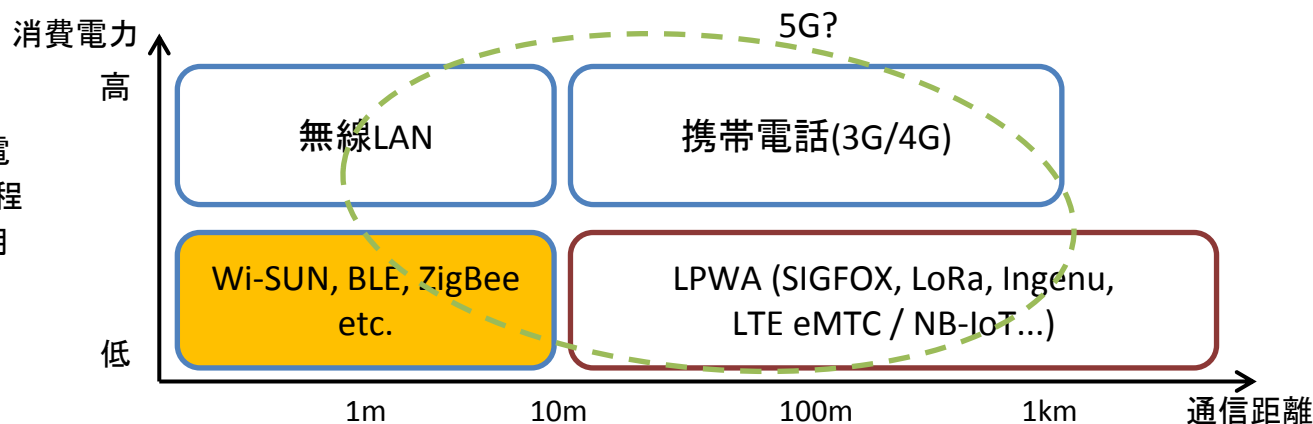 5G?
消費電力
高
無線LAN
携帯電話(3G/4G)
電
程
Wi-SUN, BLE, ZigBee
etc.
LPWA (SIGFOX, LoRa, Ingenu,
LTE eMTC / NB-IoT...)
低
1m
10m
100m
1km
通信距離